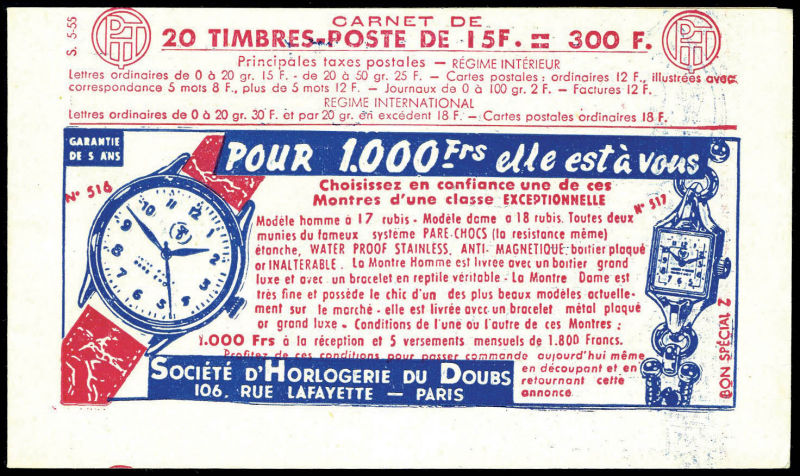 S. 5-55
PTT
CARNET DE
20 TIMBRES-POSTE DE 15F. = 300 F.
PTT
Principales taxes postales — RÉGIME INTÉRIEUR
Lettres ordinaires de 0 à 20 gr. 15 F. - de 20 à 50 gr. 25 F. — Cartes postales : ordinaires 12 F., illustrées avec
correspondance 5 mots 8 F., plus de 5 mots 12 F. — Journaux de 0 à 100 gr. 2 F. — Factures 12 F.
REGIME INTERNATIONAL
Lettres ordinaires de 0 à 20 gr. 30 F. et par 20 gr. en excédent 18 F. — Cartes postales ordinaires 18 F.
GARANTIE
DE 5 ANS
POUR 1.000 Frs elle est à vous
N° 516
Choisissez en confiance une de ces
Montres d'une classe EXCEPTIONNELLE
N° 517
Modèle homme à 17 rubis - Modèle dame a 18 rubis. Toutes deux
munies du fameux système PARE-CHOCS (la resistance même)
étanche, WATER PROOF STAINLESS, ANTI-MAGNETIQUE boitier plaqué
or INALTERABLE. La Montre Homme est livrée avec un boitier grand
luxe et avec un bracelet en reptile véritable - La Montre Dame est
très fine et possède le chic d'un des plus beaux modèles actuelle-
ment sur le marché - elle est livrée avec un bracelet métal plaqué
or grand luxe - Conditions de l'une ou l'autre de ces Montres :
1.000 Frs à la réception et 5 versements mensuels de 1.800 Francs.
Profitez de ces conditions pour passer commande aujourd'hui même
en découpant et en
retournant cette
annonce
SOCIÉTÉ D'HORLOGERIE DU DOUBS
106, RUE LAFAYETTE — PARIS
BON SPÉCIAL Z